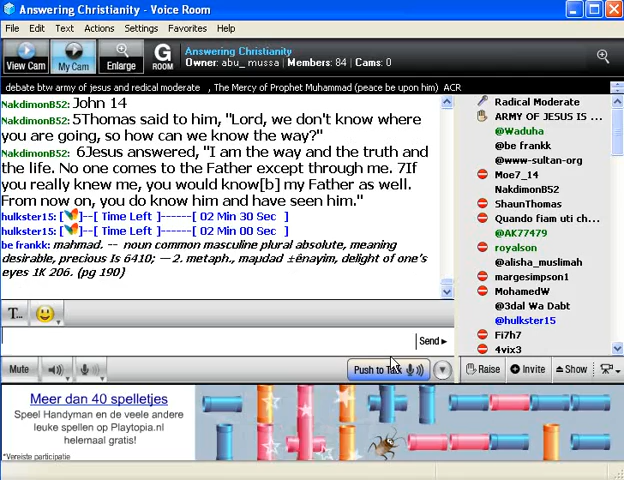 Answering Christianity - Voice Room
File Edit Text Actions Settings Favorites Help
View Cam
My Cam
Enlarge
G
ROOM
Answering Christianity
Owner: abu_ mussa : Members: 84 : Cams: 0
debate btw army of jesus and redical moderate , The Mercy of Prophet Muhammad (peace be upon him) ACR
NakdimonB52: John 14
NakdimonB52: 5Thomas said to him, "Lord, we don't know where
you are going, so how can we know the way?"
NakdimonB52: 6Jesus answered, "I am the way and the truth and
the life. No one comes to the Father except through me. 7If
you really knew me, you would know[b] my Father as well.
From now on, you do know him and have seen him."
hulkster15: [ ]--[ Time Left ]------[ 02 Min 30 Sec ]
hulkster15: [ ]--[ Time Left ]------[ 02 Min 00 Sec ]
be frankk: mahmad. -- noun common masculine plural absolute, meaning
desirable, precious Is 6410; —2. metaph., maµdad ±ênayim, delight of one's
eyes 1K 206. (pg 190)
Radical Moderate
ARMY OF JESUS IS ...
@Waduha
@be frankk
@www-sultan-org
Moe7_14
NakdimonB52
ShaunThomas
Quando fiam uti ch...
@AK77479
royalson
@alisha_muslimah
margesimpson1
Mohamed₩
@3dal ₩a Dabt
@hulkster15
Fi7h7
4vix3
T...
Send
Mute
Push to Talk
Raise
Invite
Show
Meer dan 40 spelletjes
Speel Handyman en de veele andere
leuke spellen op Playtopia.nl
helemaal gratis!
*Vereiste participatie